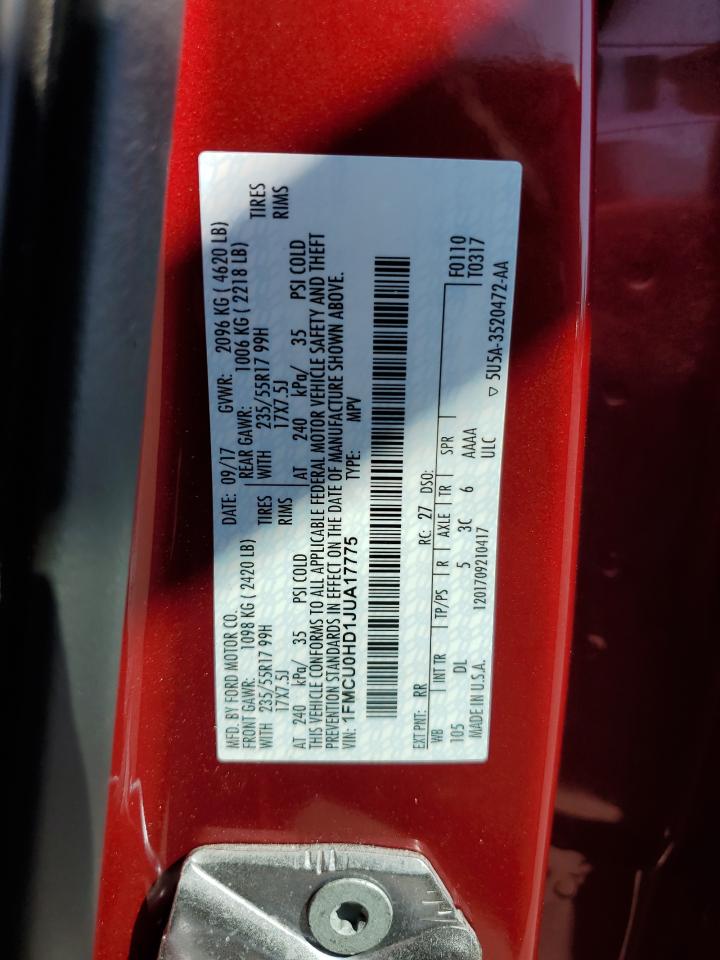 MFD. BY FORD MOTOR CO. DATE: 09/17 GVWR: 2096 KG ( 4620 LB)
FRONT GAWR: 1098 KG ( 2420 LB) REAR GAWR: 1006 KG ( 2218 LB)
WITH 235/55R17 99H TIRES WITH 235/55R17 99H TIRES
17X7.5J RIMS 17X7.5J RIMS
AT 240 kPa/ 35 PSI COLD AT 240 kPa/ 35 PSI COLD
THIS VEHICLE CONFORMS TO ALL APPLICABLE FEDERAL MOTOR VEHICLE SAFETY AND THEFT
PREVENTION STANDARDS IN EFFECT ON THE DATE OF MANUFACTURE SHOWN ABOVE.
VIN: 1FMCU0HD1JUA17775 TYPE: MPV
EXT PNT: RR RC: 27 DSO: F0110
WB INT TR TP/PS R AXLE TR SPR T0317
105 DL 5 3C 6 AAAA
1201709210417 ULC
MADE IN U.S.A. ▽ 5U5A-3520472-AA